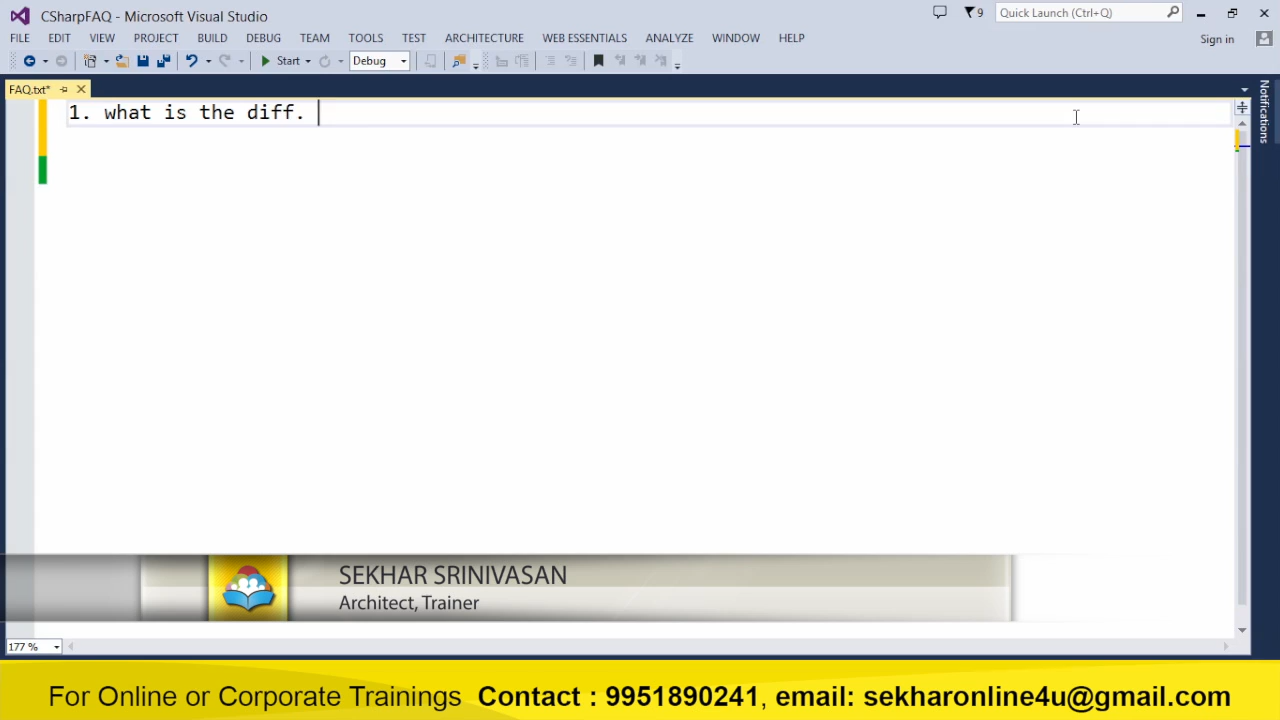 CSharpFAQ - Microsoft Visual Studio
9
Quick Launch (Ctrl+Q)
FILE EDIT VIEW PROJECT BUILD DEBUG TEAM TOOLS TEST ARCHITECTURE WEB ESSENTIALS ANALYZE WINDOW HELP
Sign in
Start
Debug
FAQ.txt*
Notifications
1. what is the diff.
SEKHAR SRINIVASAN
Architect, Trainer
177 %
For Online or Corporate Trainings Contact : 9951890241, email: sekharonline4u@gmail.com